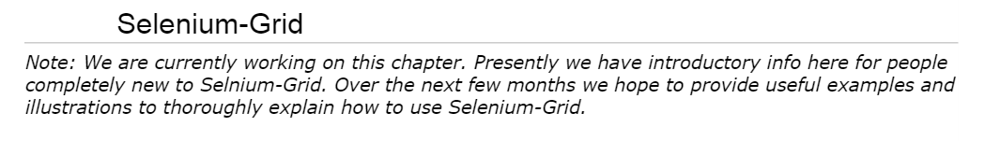 Selenium-Grid
Note: We are currently working on this chapter. Presently we have introductory info here for people
completely new to Selnium-Grid. Over the next few months we hope to provide useful examples and
illustrations to thoroughly explain how to use Selenium-Grid.